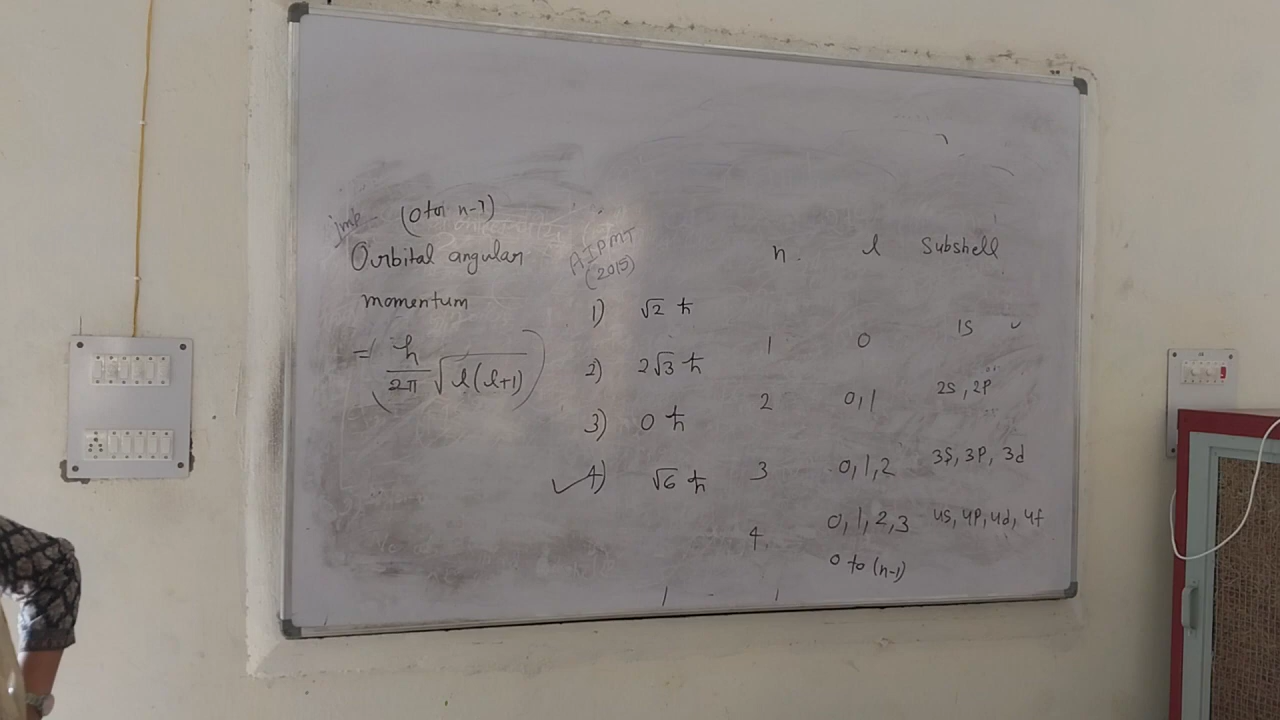 imp (0 to n-1)
Orbital angular
momentum
= (h/2π √l(l+1))
AIPMT
(2015)
1) √2 ħ
2) 2√3 ħ
3) 0 ħ
✓4) √6 ħ
n. l Subshell
1 0 1s
2 0,1 2s, 2p
3 0,1,2 3s, 3p, 3d
4 0,1,2,3 4s, 4p, 4d, 4f
0 to (n-1)